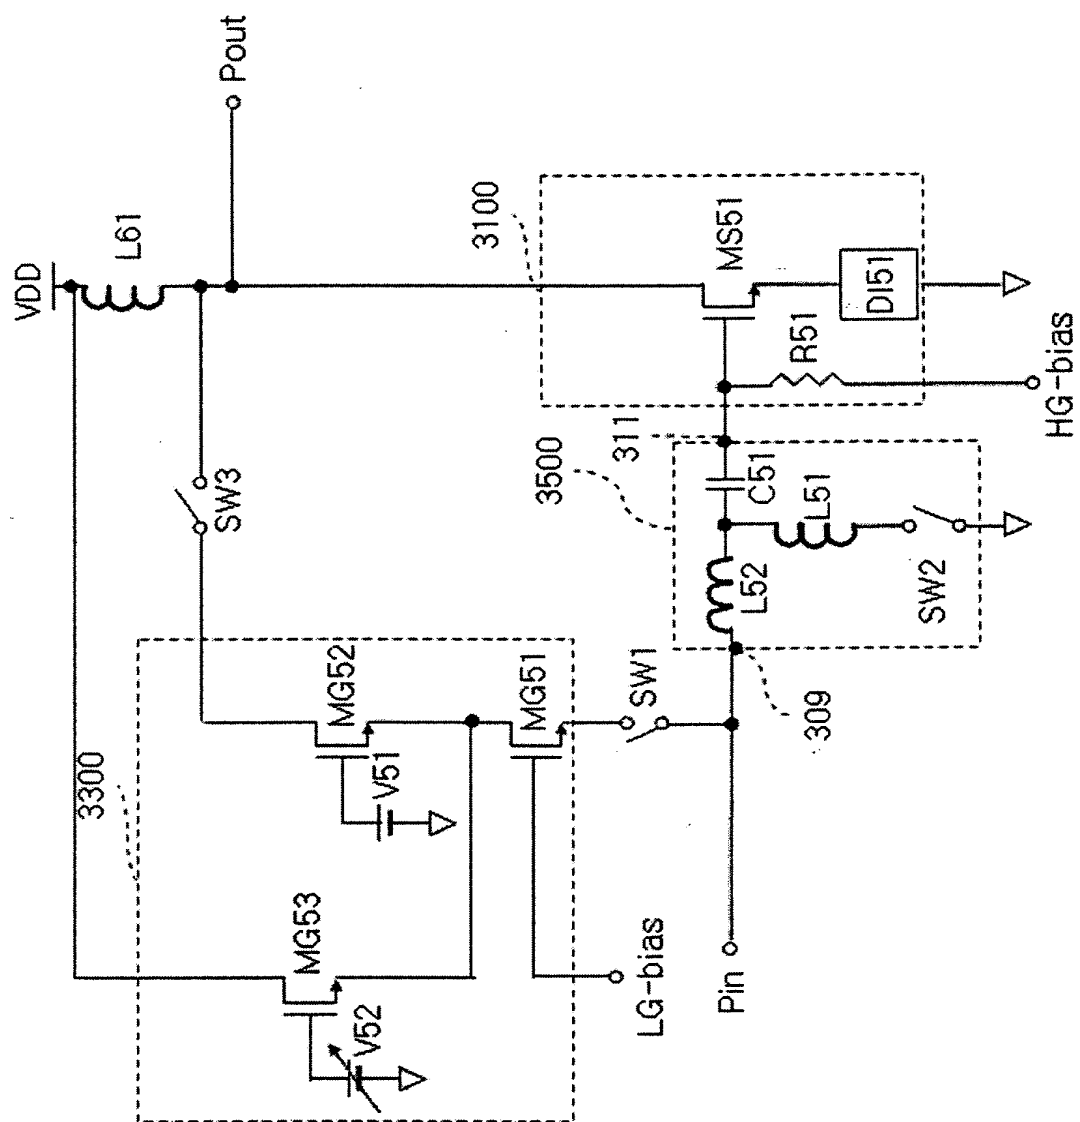 VDD
L61
Pout
3100
MS51
DI51
R51
HG-bias
311
3500
C51
L51
L52
SW2
SW3
3300
MG52
V51
MG51
SW1
309
MG53
V52
LG-bias
Pin